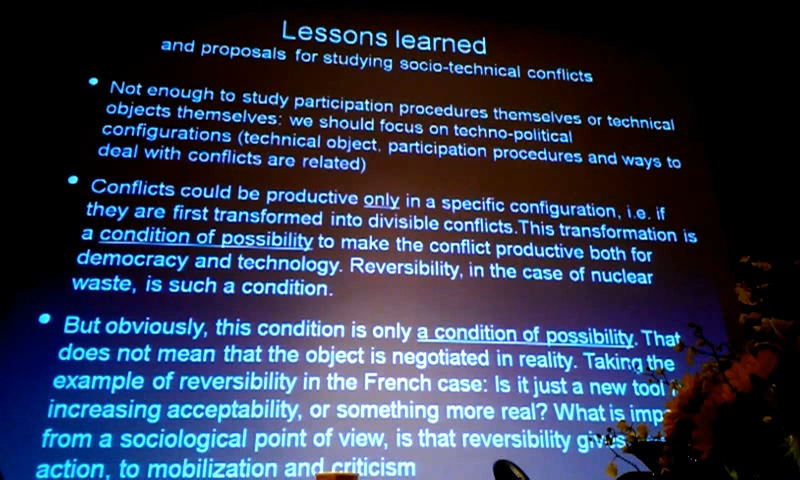 Lessons learned
and proposals for studying socio-technical conflicts
• Not enough to study participation procedures themselves or technical
objects themselves: we should focus on techno-political
configurations (technical object, participation procedures and ways to
deal with conflicts are related)
• Conflicts could be productive only in a specific configuration, i.e. if
they are first transformed into divisible conflicts.This transformation is
a condition of possibility to make the conflict productive both for
democracy and technology. Reversibility, in the case of nuclear
waste, is such a condition.
• But obviously, this condition is only a condition of possibility. That
does not mean that the object is negotiated in reality. Taking the
example of reversibility in the French case: Is it just a new tool
increasing acceptability, or something more real? What is
from a sociological point of view, is that reversibility gives
action, to mobilization and criticism